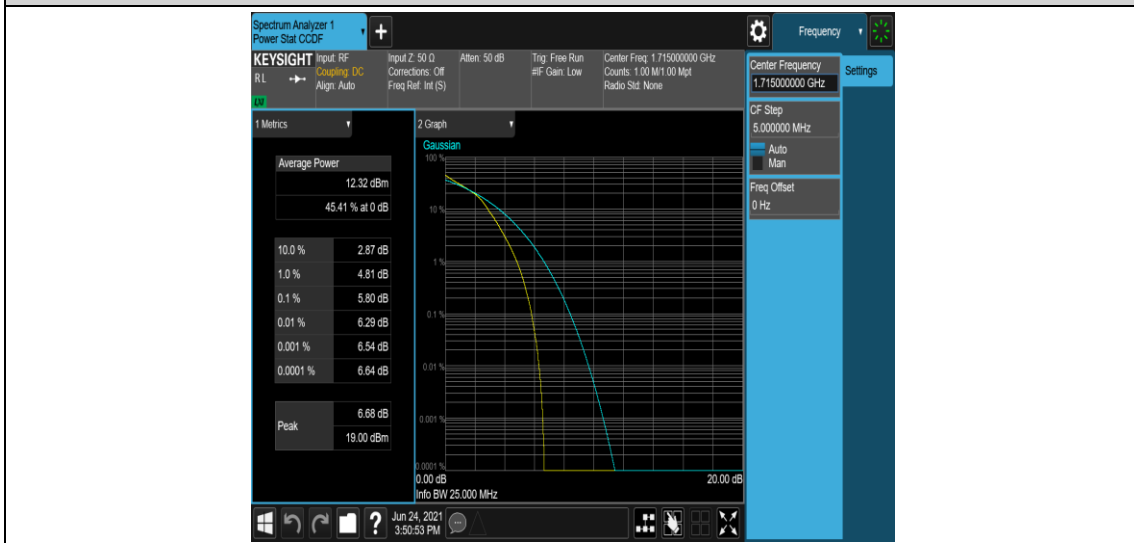 Spectrum Analyzer 1
Power Stat CCDF
+
Frequency
KEYSIGHT
RL
LXI
Input: RF
Coupling: DC
Align: Auto
Input Z: 50 Ω
Corrections: Off
Freq Ref: Int (S)
Atten: 50 dB
Trig: Free Run
#IF Gain: Low
Center Freq: 1.715000000 GHz
Counts: 1.00 M/1.00 Mpt
Radio Std: None
Center Frequency
1.715000000 GHz
Settings
CF Step
5.000000 MHz
Auto
Man
Freq Offset
0 Hz
1 Metrics
Average Power
12.32 dBm
45.41 % at 0 dB
10.0 % 2.87 dB
1.0 % 4.81 dB
0.1 % 5.80 dB
0.01 % 6.29 dB
0.001 % 6.54 dB
0.0001 % 6.64 dB
Peak
6.68 dB
19.00 dBm
2 Graph
Gaussian
100 %
10 %
1 %
0.1 %
0.01 %
0.001 %
0.0001 %
0.00 dB 20.00 dB
Info BW 25.000 MHz
?
Jun 24, 2021
3:50:53 PM